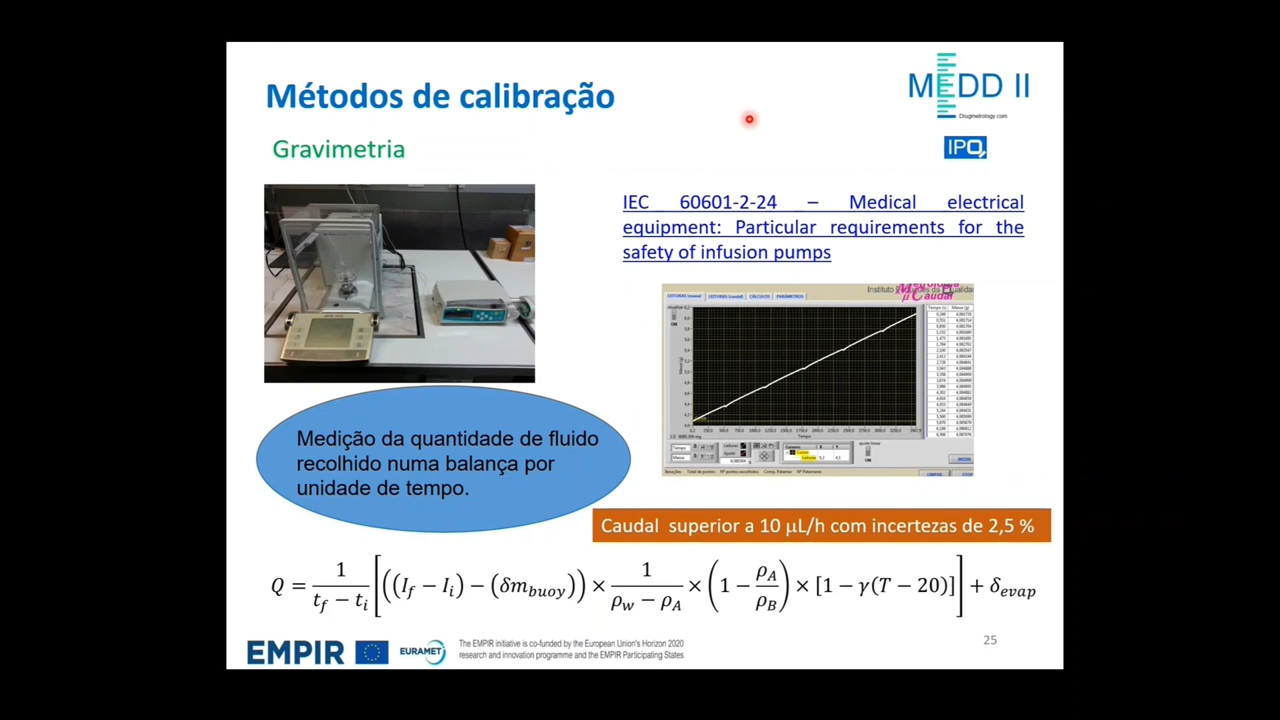 Métodos de calibração
MEDD II
Drugmetrology.com
Gravimetria
IPQ
IEC 60601-2-24 – Medical electrical
equipment: Particular requirements for the
safety of infusion pumps
CÁLCULOS PARÂMETROS
Tempo
Medição da quantidade de fluido
recolhido numa balança por
unidade de tempo.
Caudal superior a 10 µL/h com incertezas de 2,5 %
Q = 1/(t_f − t_i) [((I_f − I_i) − (δm_buoy)) × 1/(ρ_w − ρ_A) × (1 − ρ_A/ρ_B) × [1 − γ(T − 20)]] + δ_evap
EMPIR
EURAMET
The EMPIR initiative is co-funded by the European Union's Horizon 2020
research and innovation programme and the EMPIR Participating States
25